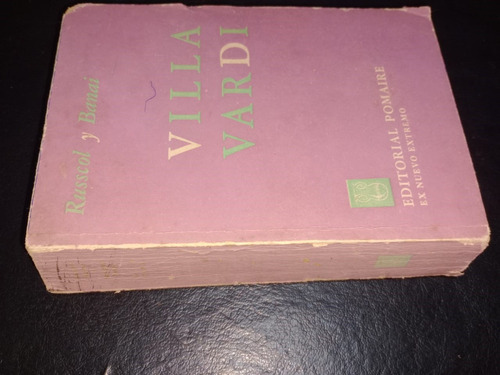 Russcol y Banai
VILLA
VARDI
EDITORIAL POMAIRE
EX NUEVO EXTREMO